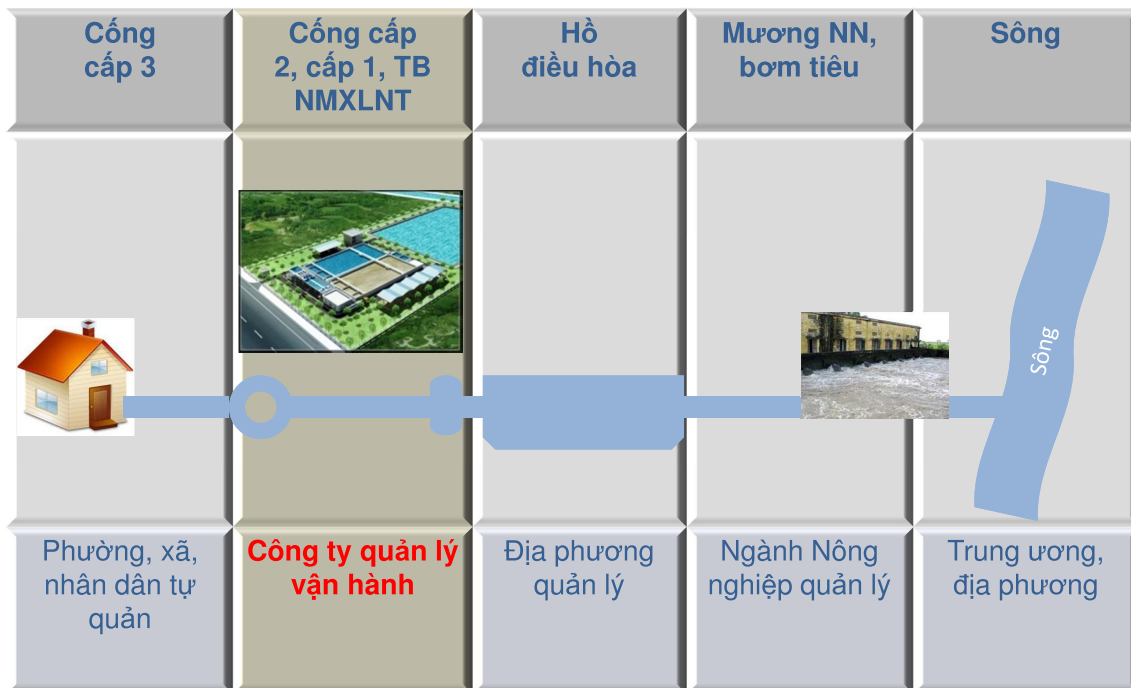 Cống
cấp 3
Cống cấp
2, cấp 1, TB
NMXLNT
Hồ
điều hòa
Mương NN,
bơm tiêu
Sông
Sông
Phường, xã,
nhân dân tự
quản
Công ty quản lý
vận hành
Địa phương
quản lý
Ngành Nông
nghiệp quản lý
Trung ương,
địa phương